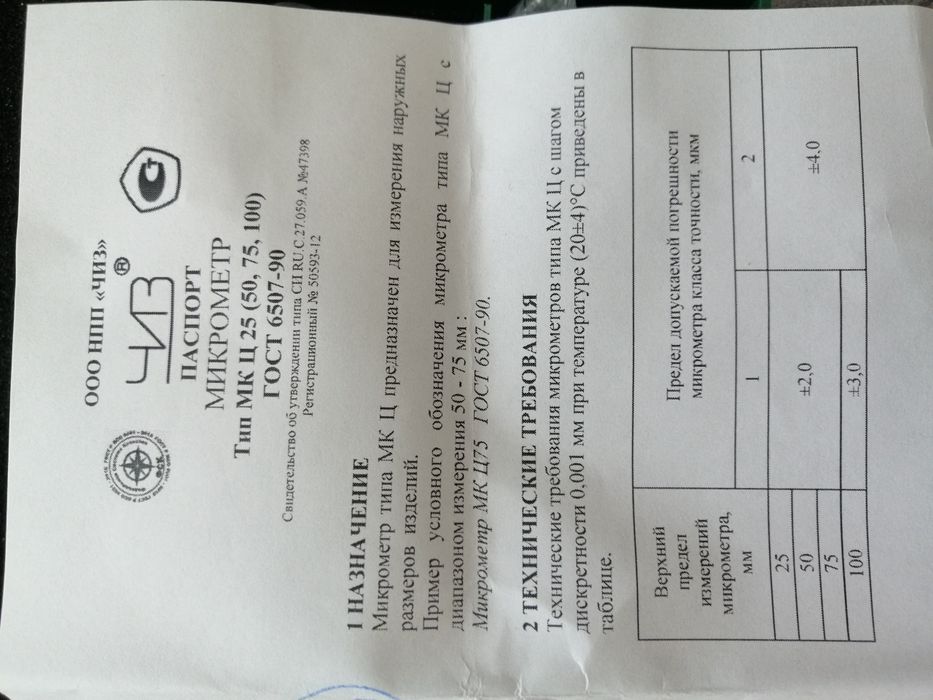 ООО НПП «ЧИЗ»
ЧИЗ®
ПАСПОРТ
МИКРОМЕТР
Тип МК Ц 25 (50, 75, 100)
ГОСТ 6507-90
Свидетельство об утверждении типа СИ RU.C.27.059.A №47398
Регистрационный № 50593-12
1 НАЗНАЧЕНИЕ
Микрометр типа МК Ц предназначен для измерения наружных
размеров изделий.
Пример условного обозначения микрометра типа МК Ц с
диапазоном измерения 50 - 75 мм :
Микрометр МК Ц75 ГОСТ 6507-90.
2 ТЕХНИЧЕСКИЕ ТРЕБОВАНИЯ
Технические требования микрометров типа МК Ц с шагом
дискретности 0,001 мм при температуре (20±4)°С приведены в
таблице.
Верхний
предел
измерений
микрометра,
мм
Предел допускаемой погрешности
микрометра класса точности, мкм
1 2
25
50 ±2,0 ±4,0
75
100 ±3,0